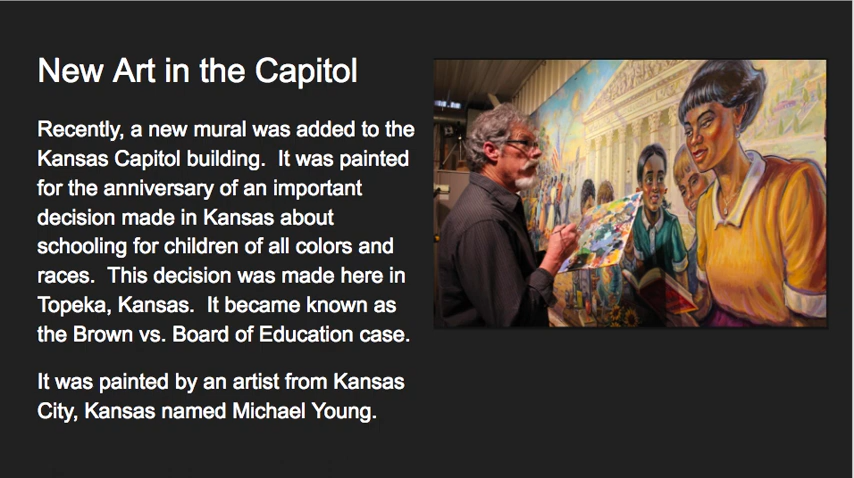 New Art in the Capitol
Recently, a new mural was added to the
Kansas Capitol building.  It was painted
for the anniversary of an important
decision made in Kansas about
schooling for children of all colors and
races.  This decision was made here in
Topeka, Kansas.  It became known as
the Brown vs. Board of Education case.
It was painted by an artist from Kansas
City, Kansas named Michael Young.